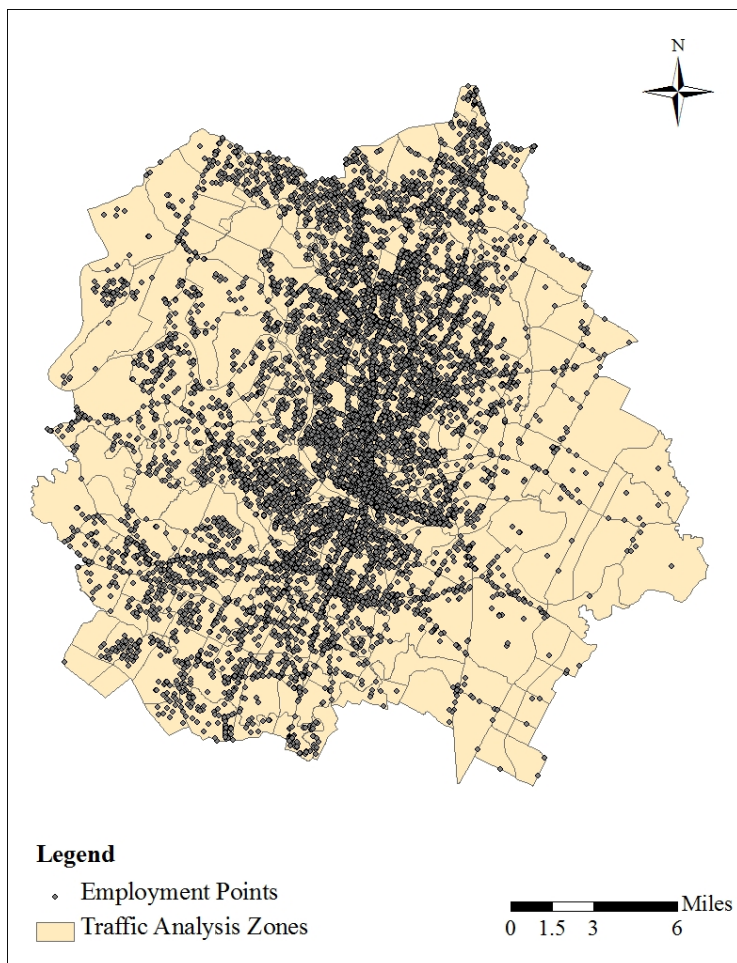 N
Legend
Employment Points
Traffic Analysis Zones
Miles
0 1.5 3 6